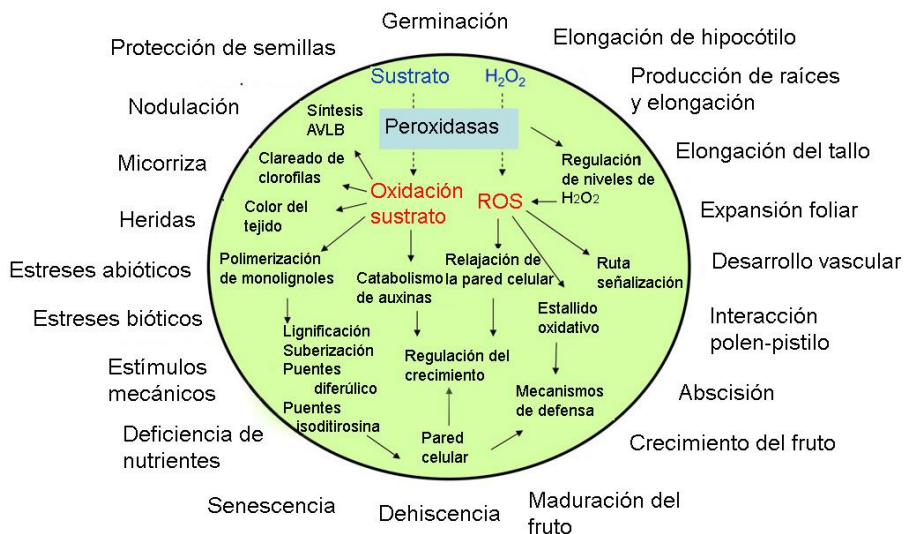 Germinación
Protección de semillas
Elongación de hipocótilo
Sustrato
H₂O₂
Producción de raíces
y elongación
Nodulación
Síntesis
AVLB
Peroxidasas
Micorriza
Clareado de
clorofilas
Regulación
de niveles de
H₂O₂
Elongación del tallo
Oxidación
sustrato
ROS
Heridas
Color del
tejido
Expansión foliar
Estreses abióticos
Polimerización
de monolignoles
Catabolismo
de auxinas
Relajación de
la pared celular
Ruta
señalización
Desarrollo vascular
Estreses bióticos
Estallido
oxidativo
Interacción
polen-pistilo
Lignificación
Suberización
Puentes
diferúlico
Puentes
isoditirosina
Regulación del
crecimiento
Estímulos
mecánicos
Mecanismos
de defensa
Abscisión
Deficiencia de
nutrientes
Pared
celular
Crecimiento del fruto
Senescencia
Dehiscencia
Maduración del
fruto